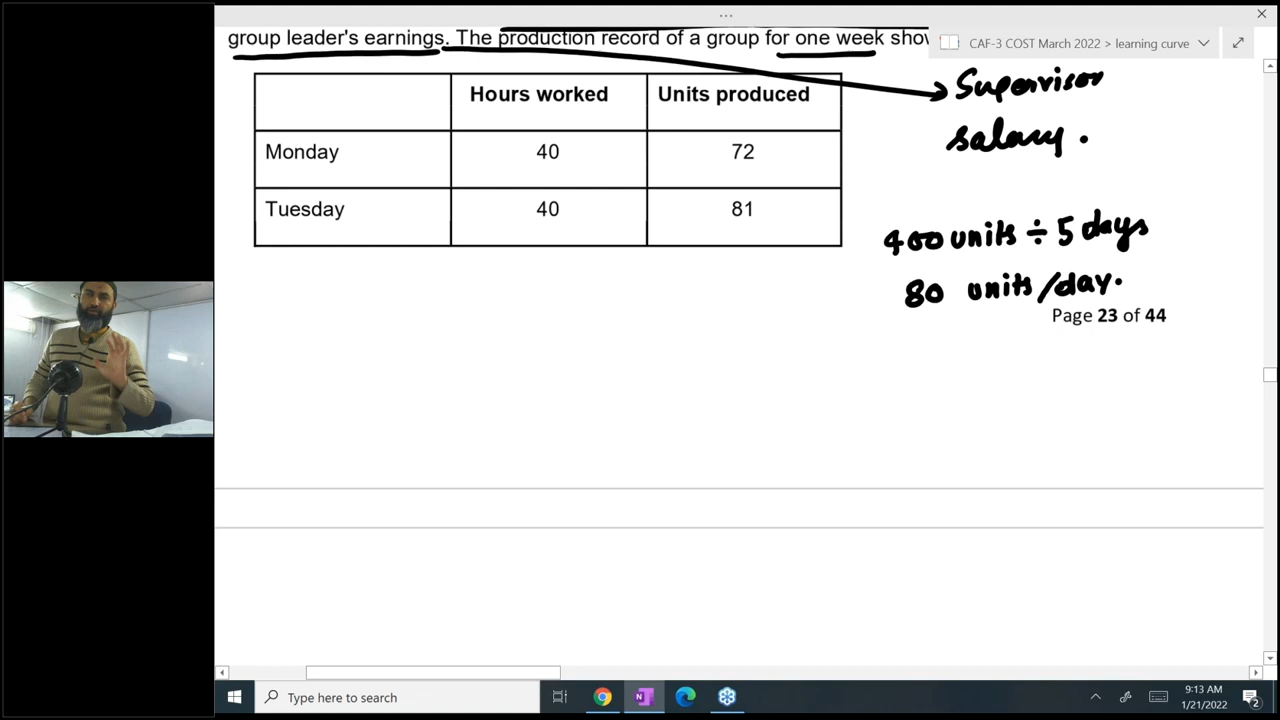 group leader's earnings. The production record of a group for one week show
CAF-3 COST March 2022 > learning curve
Supervisor
salary.
Hours worked Units produced
Monday 40 72
Tuesday 40 81
400 units ÷ 5 days
80 units/day.
Page 23 of 44
Type here to search
9:13 AM
1/21/2022
2